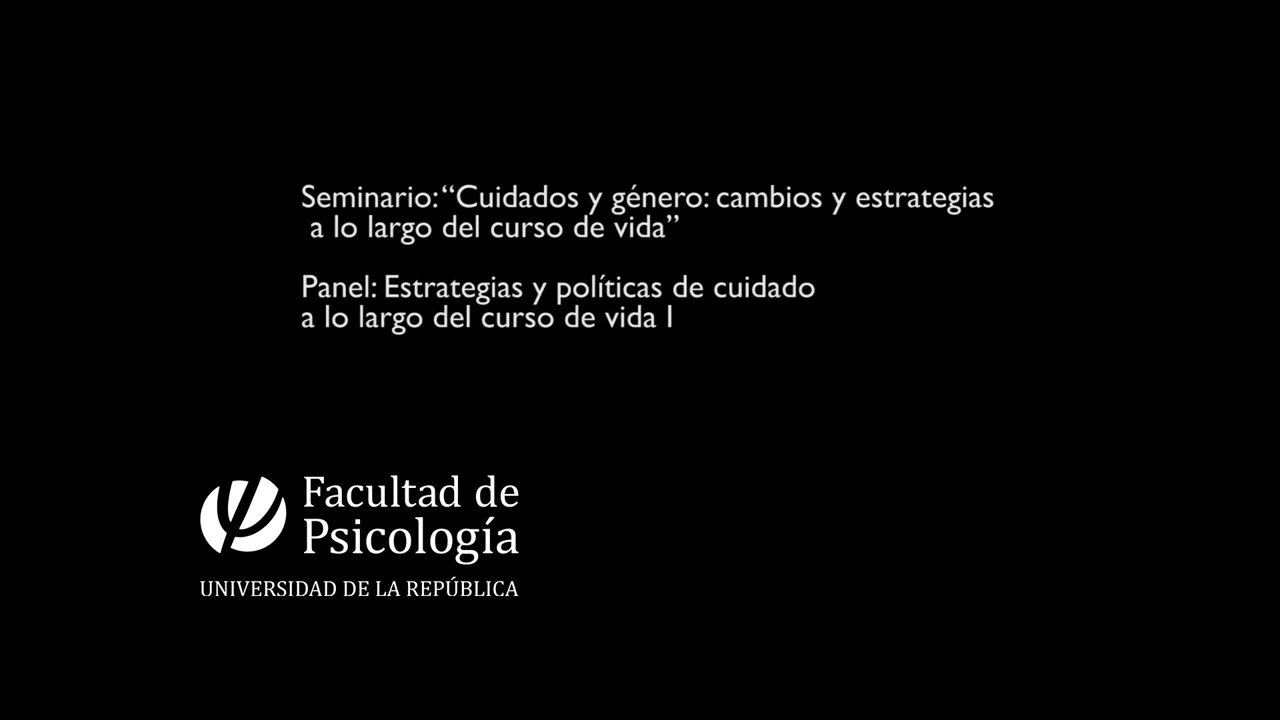 Seminario: “Cuidados y género: cambios y estrategias
a lo largo del curso de vida”
Panel: Estrategias y políticas de cuidado
a lo largo del curso de vida I
Facultad de
Psicología
UNIVERSIDAD DE LA REPÚBLICA